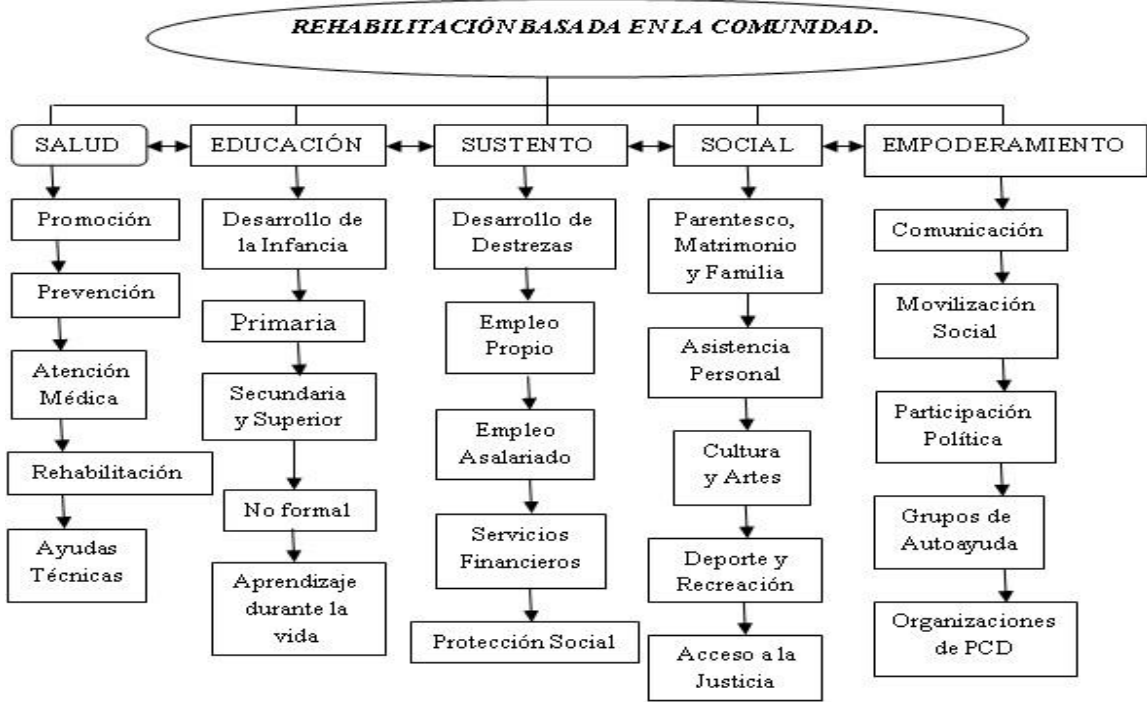 REHABILITACIÓN BASADA EN LA COMUNIDAD.
SALUD
EDUCACIÓN
SUSTENTO
SOCIAL
EMPODERAMIENTO
Promoción
Prevención
Atención
Médica
Rehabilitación
Ayudas
Técnicas
Desarrollo de
la Infancia
Primaria
Secundaria
y Superior
No formal
Aprendizaje
durante la
vida
Desarrollo de
Destrezas
Empleo
Propio
Empleo
Asalariado
Servicios
Financieros
Protección Social
Parentesco,
Matrimonio
y Familia
Asistencia
Personal
Cultura
y Artes
Deporte y
Recreación
Acceso a la
Justicia
Comunicación
Movilización
Social
Participación
Política
Grupos de
Autoayuda
Organizaciones
de PCD